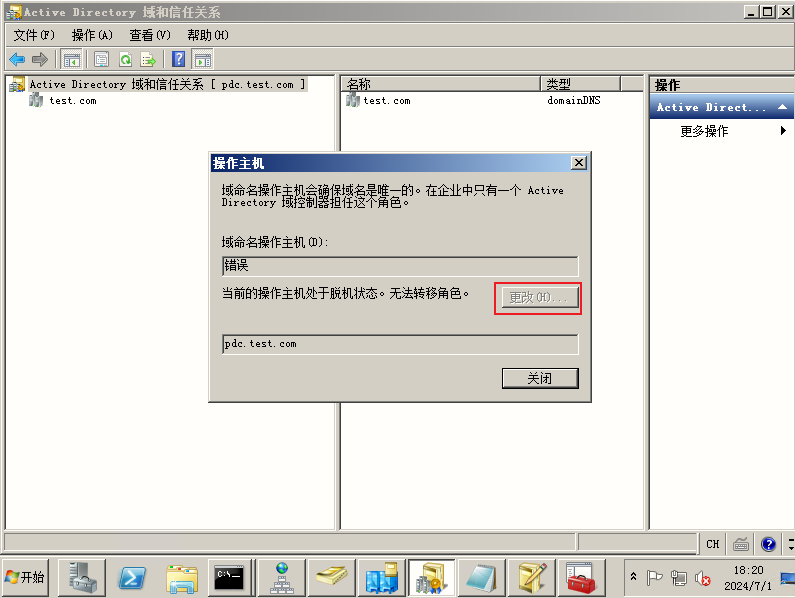 Active Directory 域和信任关系
文件(F) 操作(A) 查看(V) 帮助(H)
Active Directory 域和信任关系 [ pdc.test.com ]
test.com
名称 类型
test.com domainDNS
操作
Active Direct...
更多操作
操作主机
域命名操作主机会确保域名是唯一的。在企业中只有一个 Active
Directory 域控制器担任这个角色。
域命名操作主机(D):
错误
当前的操作主机处于脱机状态。无法转移角色。
更改(H)...
pdc.test.com
关闭
CH
开始
C:\
18:20
2024/7/1